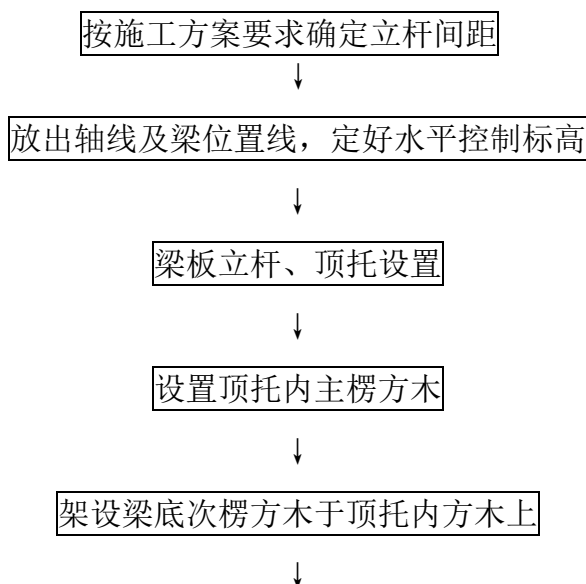 按施工方案要求确定立杆间距
↓
放出轴线及梁位置线，定好水平控制标高
↓
梁板立杆、顶托设置
↓
设置顶托内主楞方木
↓
架设梁底次楞方木于顶托内方木上
↓